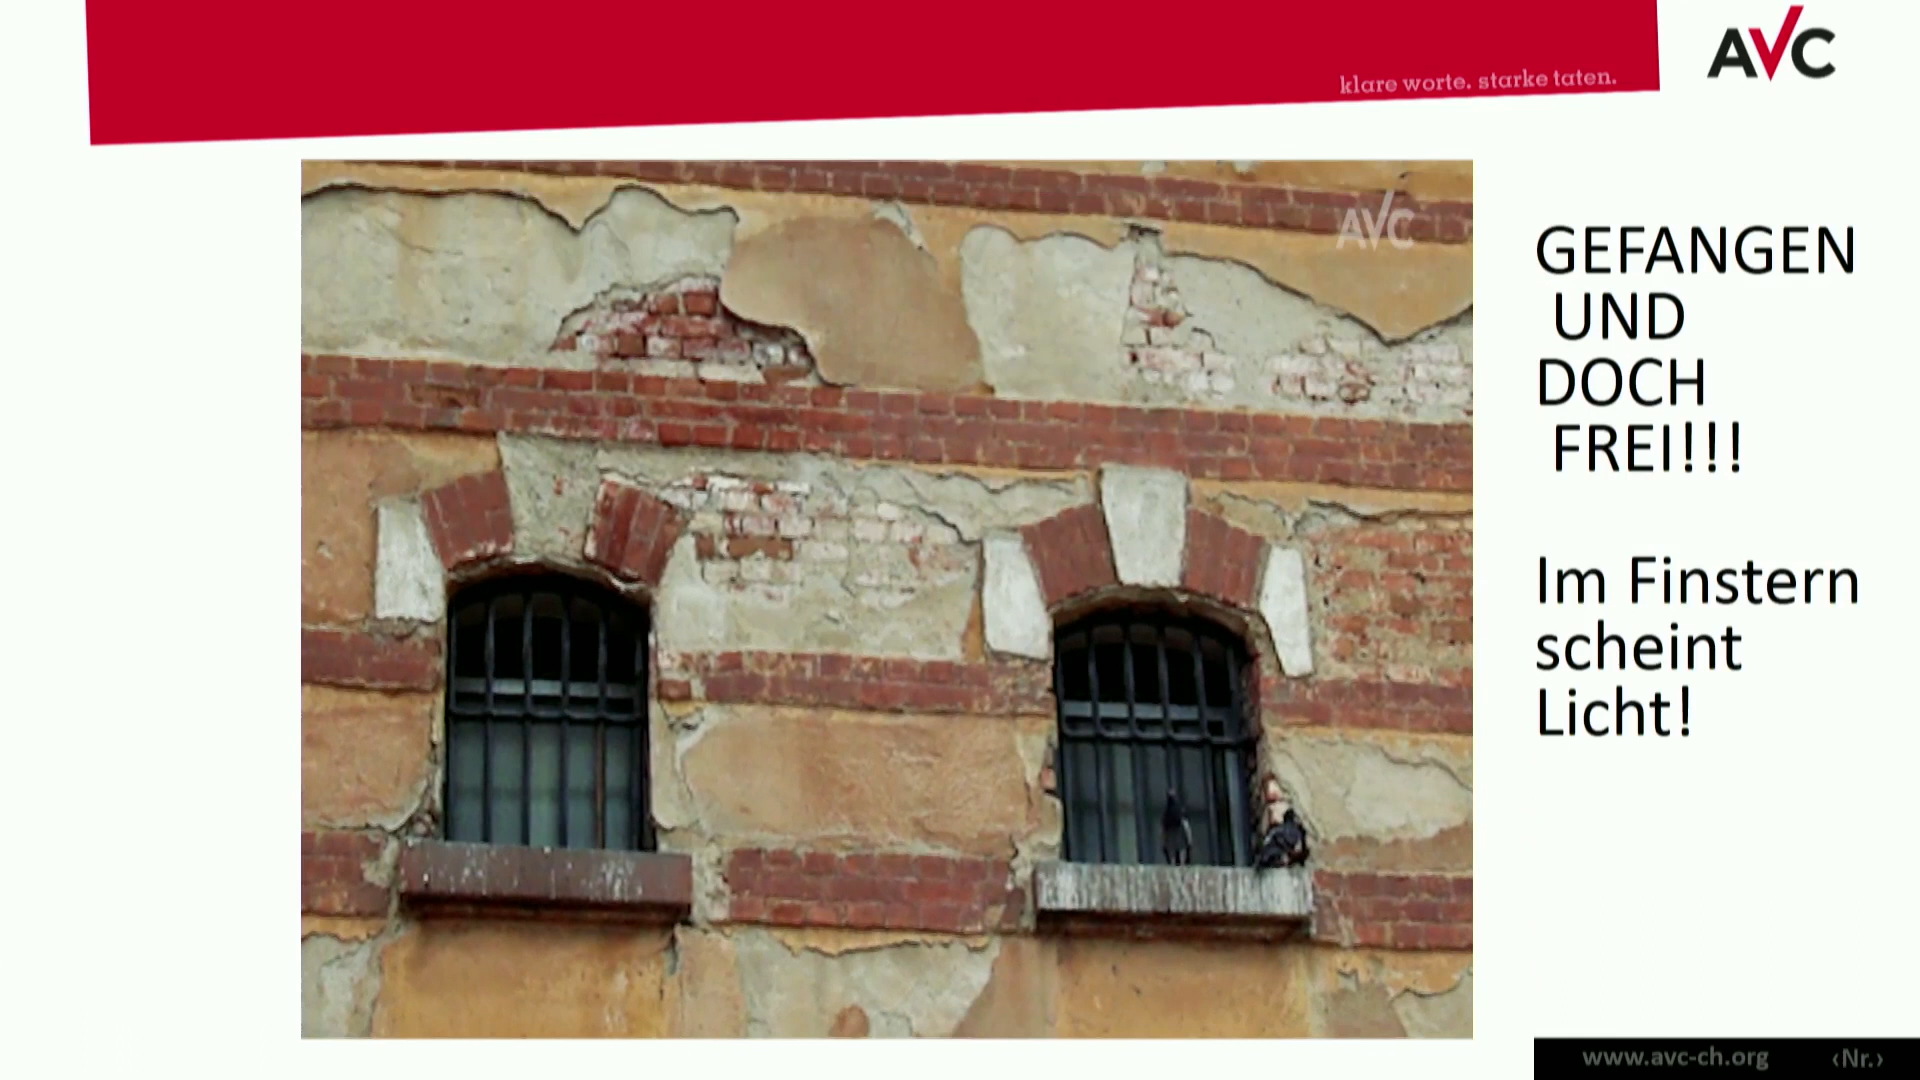 klare worte. starke taten.
AVC
AVC
GEFANGEN
UND
DOCH
FREI!!!
Im Finstern
scheint
Licht!
www.avc-ch.org
‹Nr.›